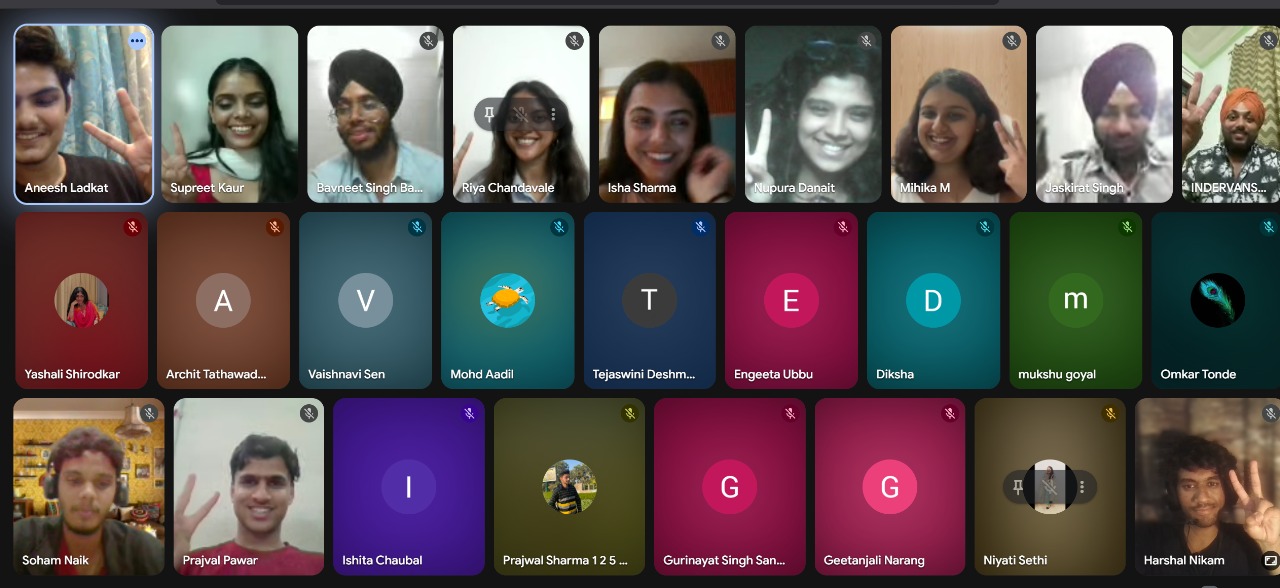 Aneesh Ladkat
Supreet Kaur
Bavneet Singh Ba...
Riya Chandavale
Isha Sharma
Nupura Danait
Mihika M
Jaskirat Singh
INDERVANS...
A
V
T
E
D
m
Yashali Shirodkar
Archit Tathawad...
Vaishnavi Sen
Mohd Aadil
Tejaswini Deshm...
Engeeta Ubbu
Diksha
mukshu goyal
Omkar Tonde
I
G
G
Soham Naik
Prajval Pawar
Ishita Chaubal
Prajwal Sharma 1 2 5 ...
Gurinayat Singh San...
Geetanjali Narang
Niyati Sethi
Harshal Nikam